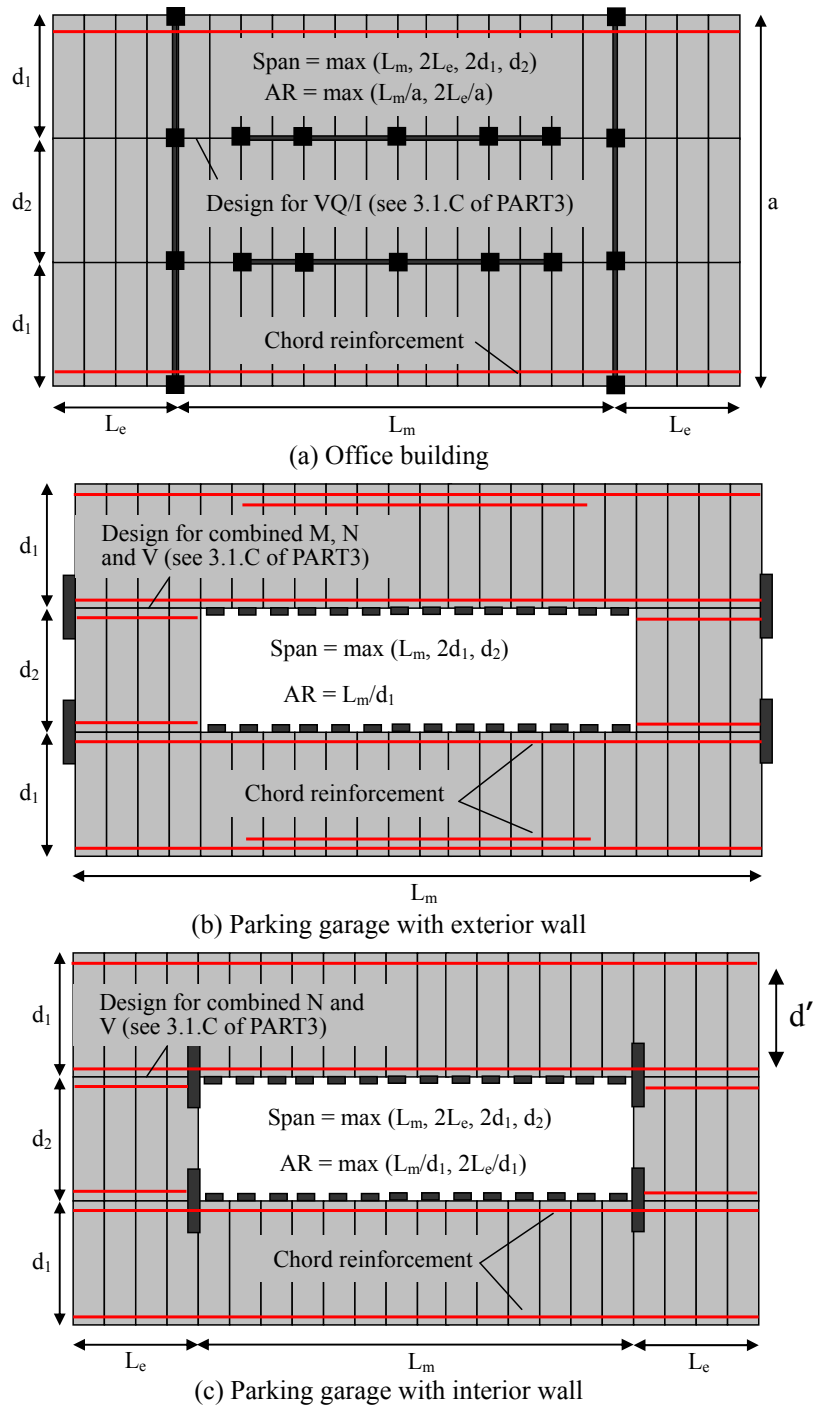 d₁
Span = max (Lₘ, 2Lₑ, 2d₁, d₂)
AR = max (Lₘ/a, 2Lₑ/a)
d₂
Design for VQ/I (see 3.1.C of PART3)
a
d₁
Chord reinforcement
Lₑ
Lₘ
Lₑ
(a) Office building
d₁
Design for combined M, N
and V (see 3.1.C of PART3)
d₂
Span = max (Lₘ, 2d₁, d₂)
AR = Lₘ/d₁
d₁
Chord reinforcement
Lₘ
(b) Parking garage with exterior wall
d₁
Design for combined N and
V (see 3.1.C of PART3)
d′
d₂
Span = max (Lₘ, 2Lₑ, 2d₁, d₂)
AR = max (Lₘ/d₁, 2Lₑ/d₁)
d₁
Chord reinforcement
Lₑ
Lₘ
Lₑ
(c) Parking garage with interior wall